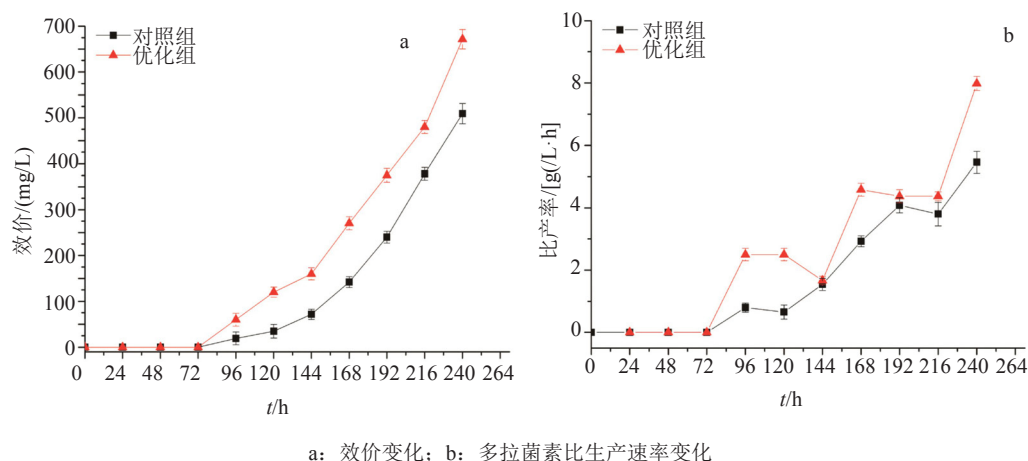 700
600
500
400
300
200
100
0
效价/(mg/L)
对照组
优化组
a
0 24 48 72 96 120 144 168 192 216 240 264
t/h
10
8
6
4
2
0
比产率/[g(/L·h]
对照组
优化组
b
0 24 48 72 96 120 144 168 192 216 240 264
t/h
a：效价变化；b：多拉菌素比生产速率变化